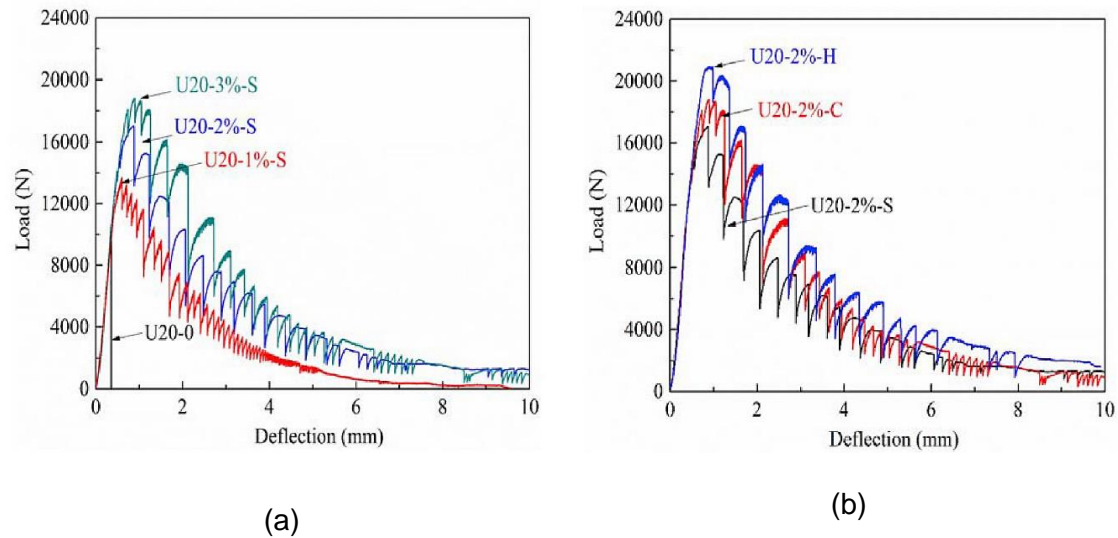 24000
20000
16000
12000
8000
4000
0
Load (N)
U20-3%-S
U20-2%-S
U20-1%-S
U20-0
0 2 4 6 8 10
Deflection (mm)
(a)
24000
20000
16000
12000
8000
4000
0
Load (N)
U20-2%-H
U20-2%-C
U20-2%-S
0 2 4 6 8 10
Deflection (mm)
(b)